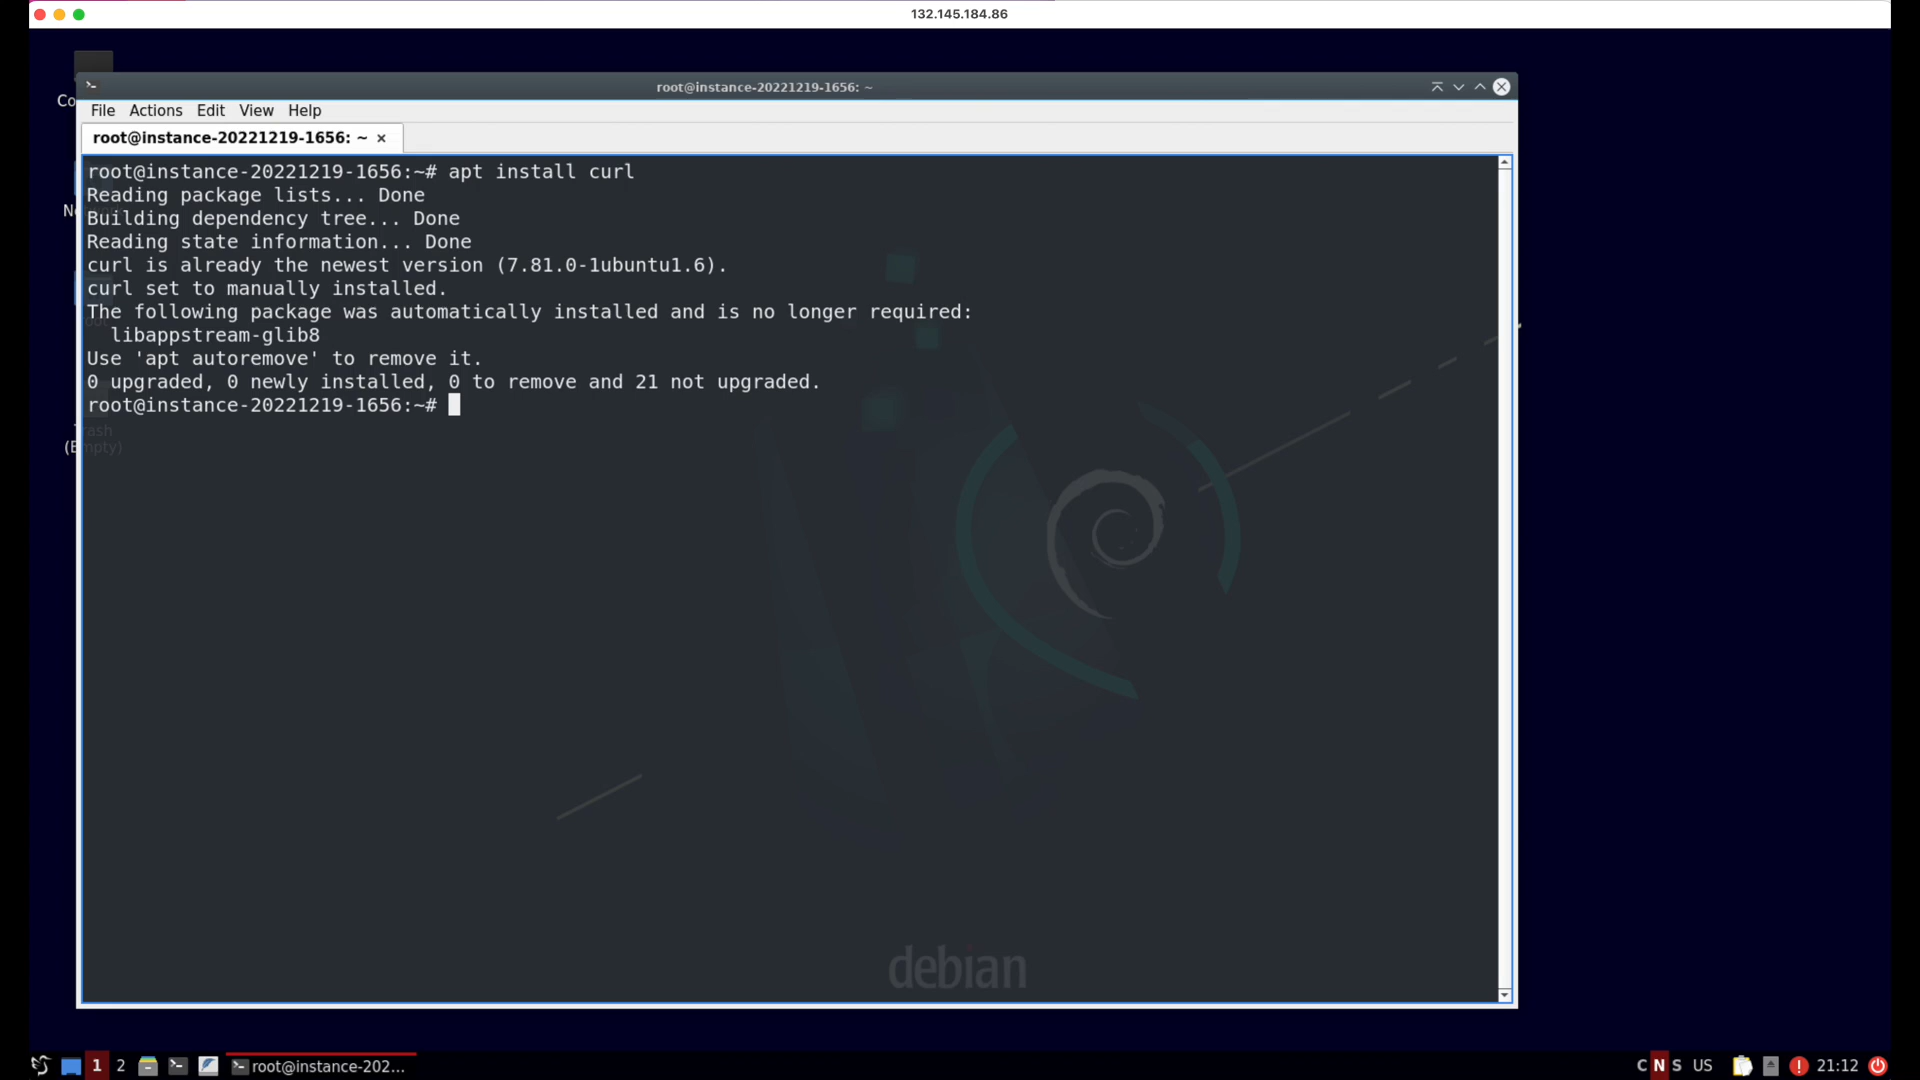 132.145.184.86
Co
root@instance-20221219-1656: ~
File Actions Edit View Help
root@instance-20221219-1656: ~ ×
root@instance-20221219-1656:~# apt install curl
Reading package lists... Done
Building dependency tree... Done
Reading state information... Done
curl is already the newest version (7.81.0-1ubuntu1.6).
curl set to manually installed.
The following package was automatically installed and is no longer required:
libappstream-glib8
Use 'apt autoremove' to remove it.
0 upgraded, 0 newly installed, 0 to remove and 21 not upgraded.
root@instance-20221219-1656:~#
Trash
(Empty)
debian
1 2 root@instance-202... C N S US 21:12